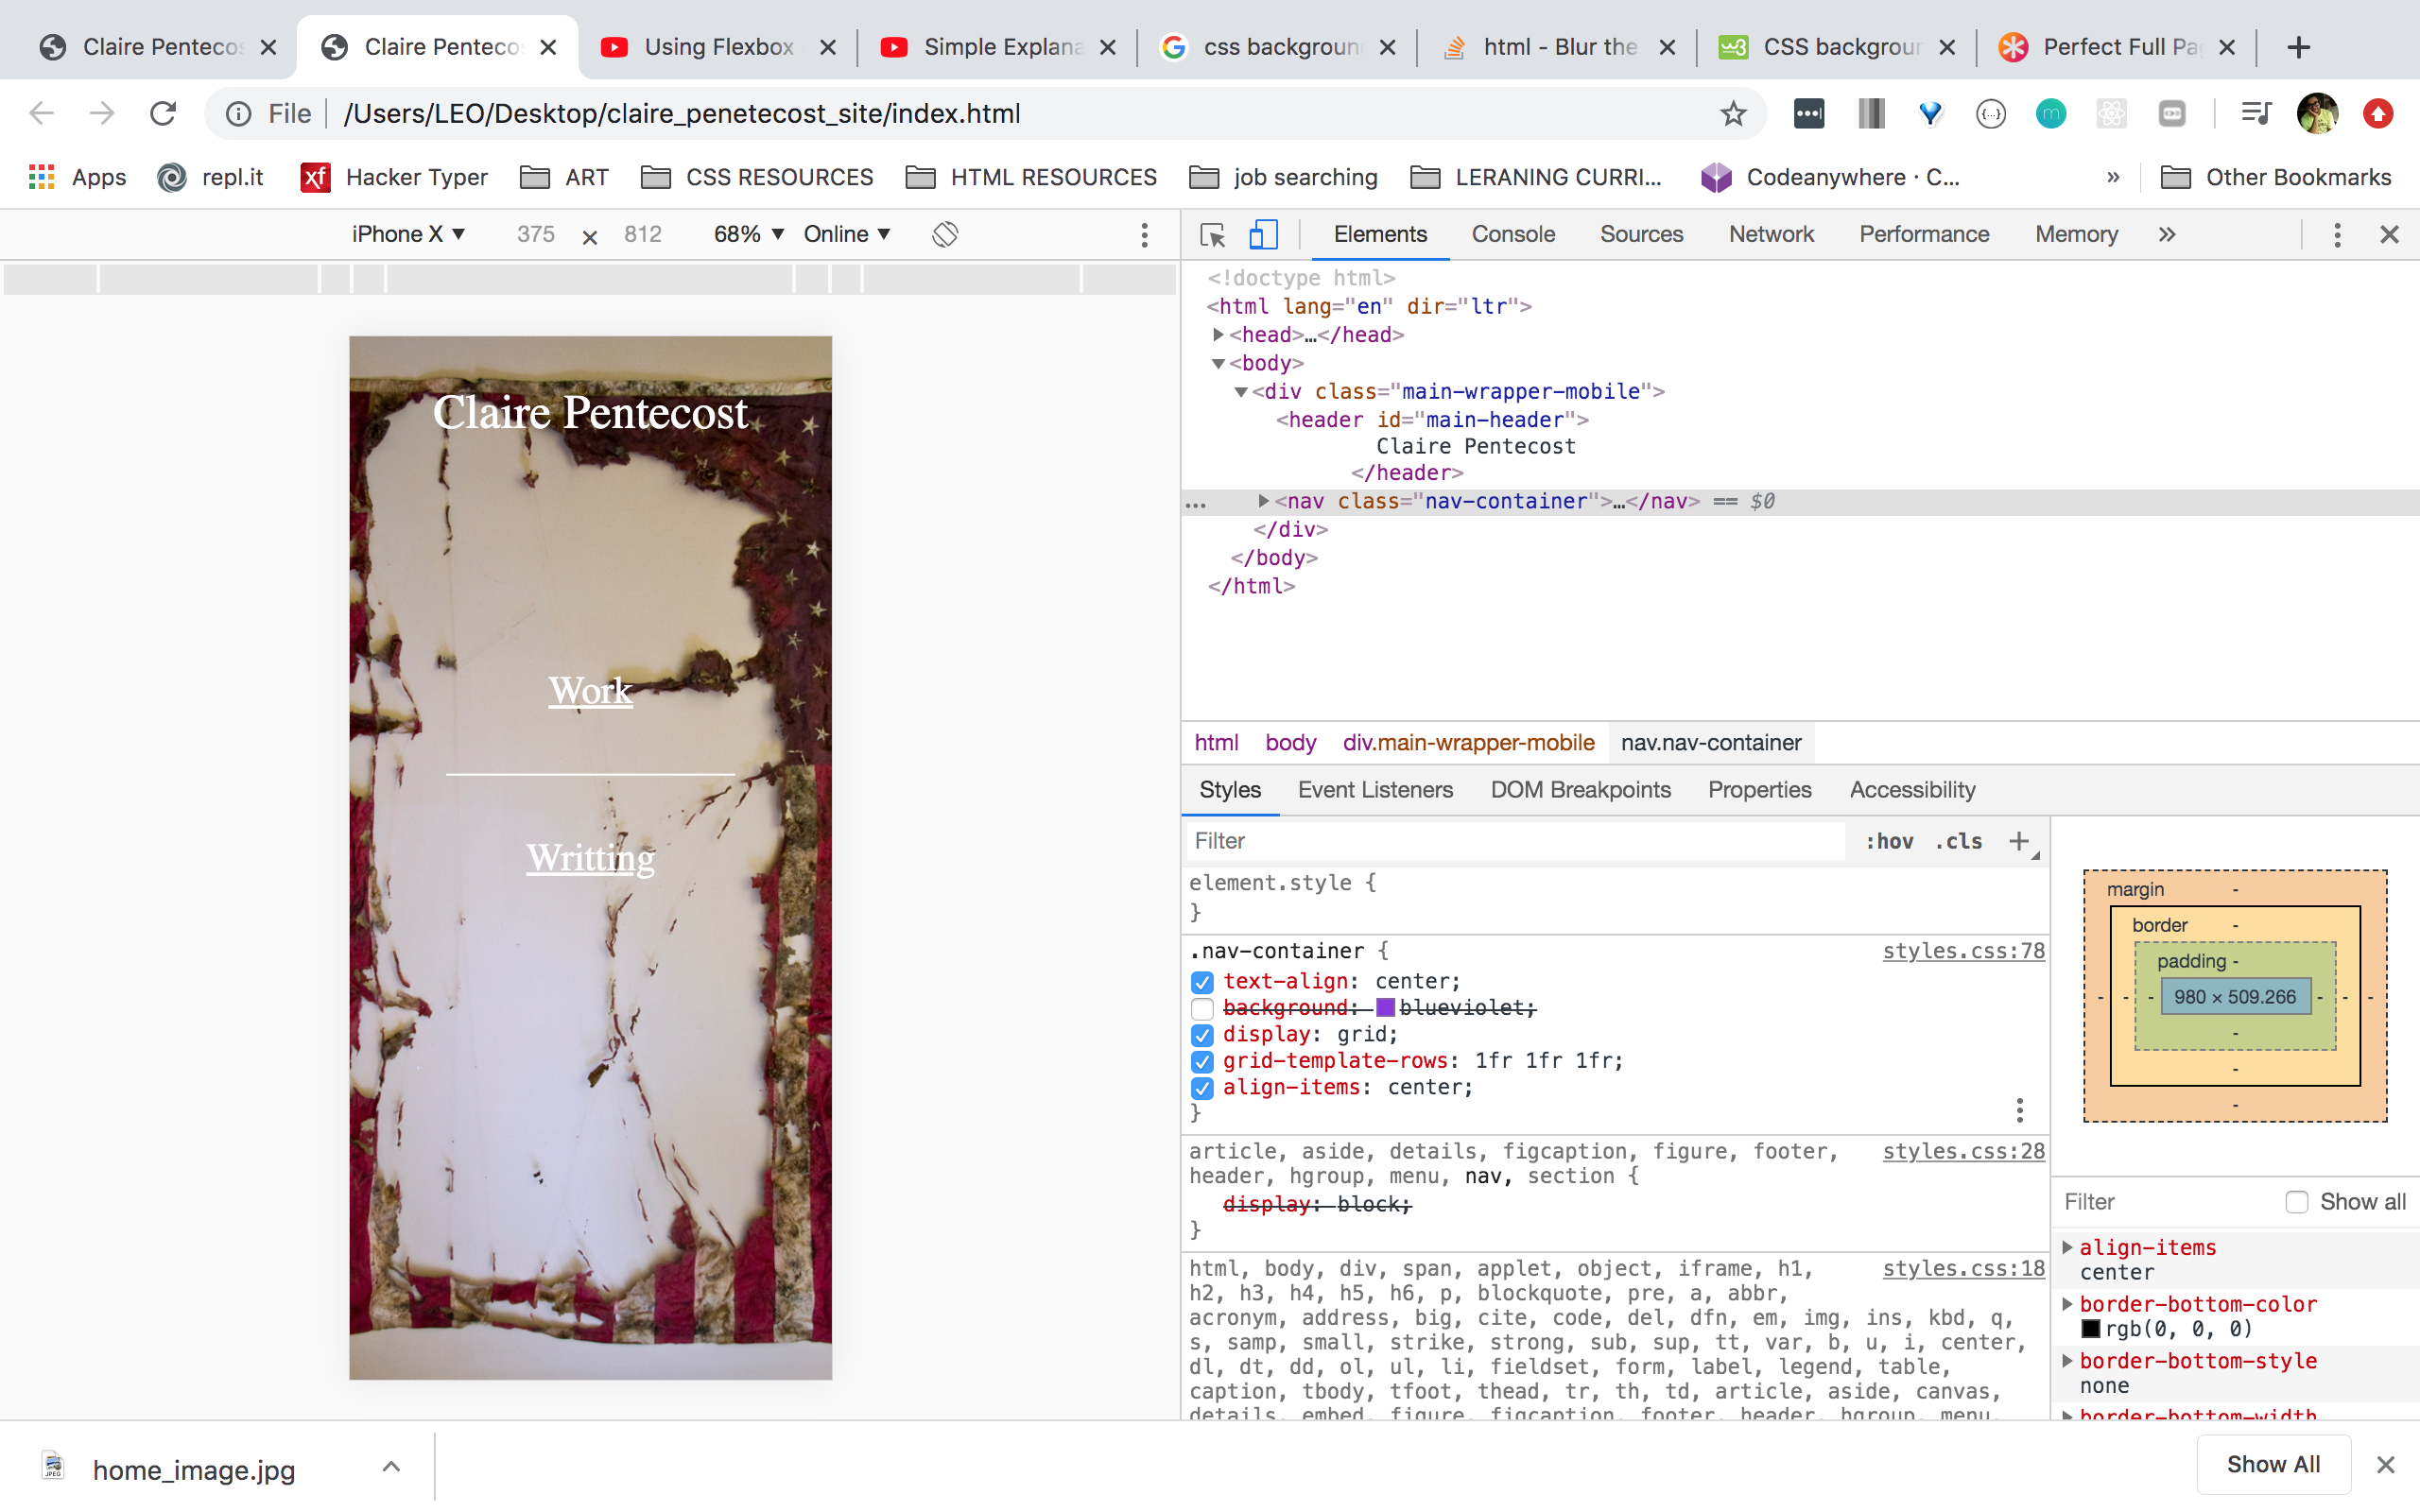 Claire Pentecos
Claire Penteco
Using Flexbox
Simple Explana
css backgroun
html - Blur the
CSS backgrour
Perfect Full Pa
File /Users/LEO/Desktop/claire_penetecost_site/index.html
Apps repl.it Hacker Typer ART CSS RESOURCES HTML RESOURCES job searching LERANING CURRI... Codeanywhere · C... » Other Bookmarks
iPhone X ▼ 375 × 812 68% ▼ Online ▼
Elements Console Sources Network Performance Memory »
<!doctype html>
<html lang="en" dir="ltr">
▶<head>…</head>
▼<body>
▼<div class="main-wrapper-mobile">
<header id="main-header">
Claire Pentecost
</header>
… ▶<nav class="nav-container">…</nav> == $0
</div>
</body>
</html>
Claire Pentecost
Work
Writting
html body div.main-wrapper-mobile nav.nav-container
Styles Event Listeners DOM Breakpoints Properties Accessibility
Filter :hov .cls +
element.style {
}
.nav-container { styles.css:78
text-align: center;
background: blueviolet;
display: grid;
grid-template-rows: 1fr 1fr 1fr;
align-items: center;
}
article, aside, details, figcaption, figure, footer, styles.css:28
header, hgroup, menu, nav, section {
display: block;
}
html, body, div, span, applet, object, iframe, h1, styles.css:18
h2, h3, h4, h5, h6, p, blockquote, pre, a, abbr,
acronym, address, big, cite, code, del, dfn, em, img, ins, kbd, q,
s, samp, small, strike, strong, sub, sup, tt, var, b, u, i, center,
dl, dt, dd, ol, ul, li, fieldset, form, label, legend, table,
caption, tbody, tfoot, thead, tr, th, td, article, aside, canvas,
details, embed, figure, figcaption, footer, header, hgroup, menu,
margin -
border -
padding -
- - - 980 × 509.266 - - -
-
-
-
Filter Show all
▶align-items
center
▶border-bottom-color
rgb(0, 0, 0)
▶border-bottom-style
none
▶border-bottom-width
home_image.jpg
Show All